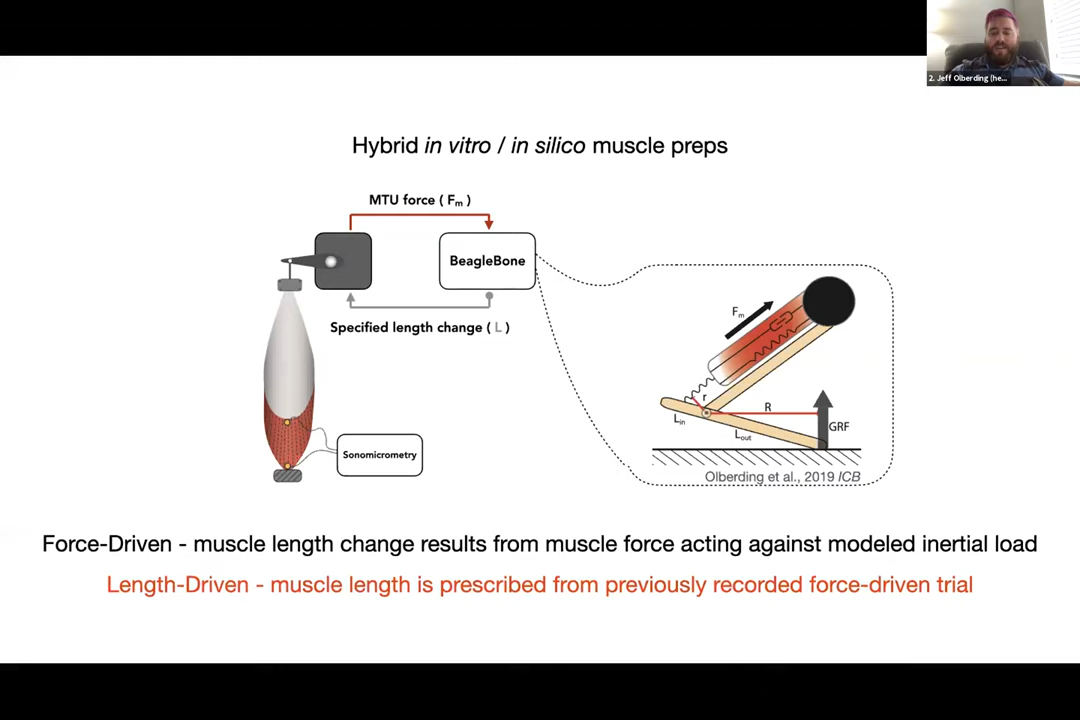 2. Jeff Olberding (he...
Hybrid in vitro / in silico muscle preps
MTU force ( Fm )
BeagleBone
Specified length change ( L )
Sonomicrometry
Fm
r
R
Lin
Lout
GRF
Olberding et al., 2019 ICB
Force-Driven - muscle length change results from muscle force acting against modeled inertial load
Length-Driven - muscle length is prescribed from previously recorded force-driven trial